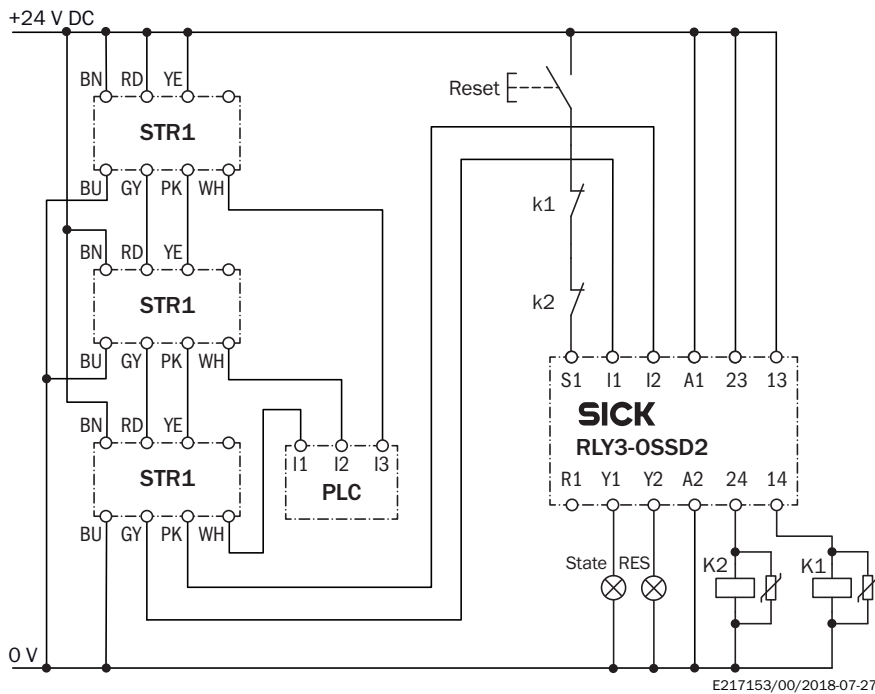 +24 V DC
BN RD YE
STR1
BU GY PK WH
BN RD YE
STR1
BU GY PK WH
BN RD YE
STR1
BU GY PK WH
I1 I2 I3
PLC
Reset
k1
k2
S1 I1 I2 A1 23 13
SICK
RLY3-OSSD2
R1 Y1 Y2 A2 24 14
State RES K2 K1
0 V
E217153/00/2018-07-27